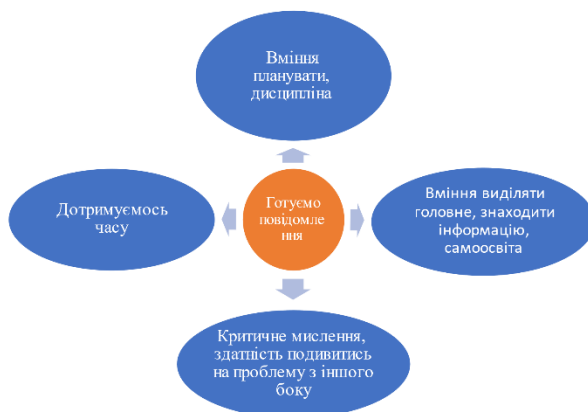 Вміння
планувати,
дисципліна
Дотримуємось
часу
Готуємо
повідомле
ння
Вміння виділяти
головне, знаходити
інформацію,
самоосвіта
Критичне мислення,
здатність подивитись
на проблему з іншого
боку